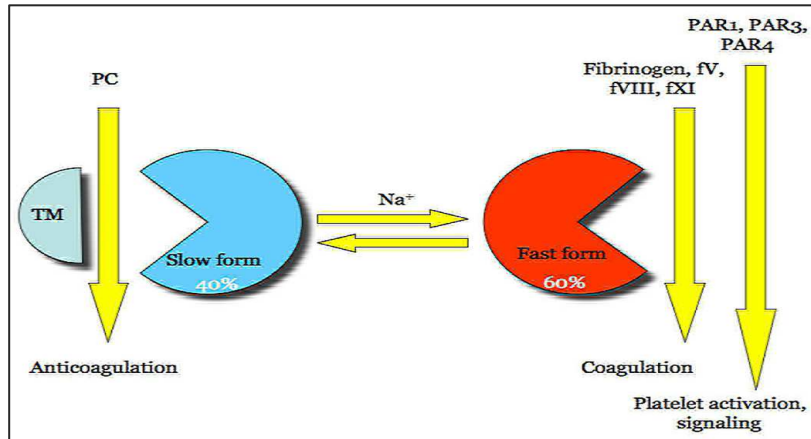 PAR1, PAR3,
PAR4
PC
Fibrinogen, fV,
fVIII, fXI
TM
Na⁺
Slow form
40%
Fast form
60%
Anticoagulation
Coagulation
Platelet activation,
signaling